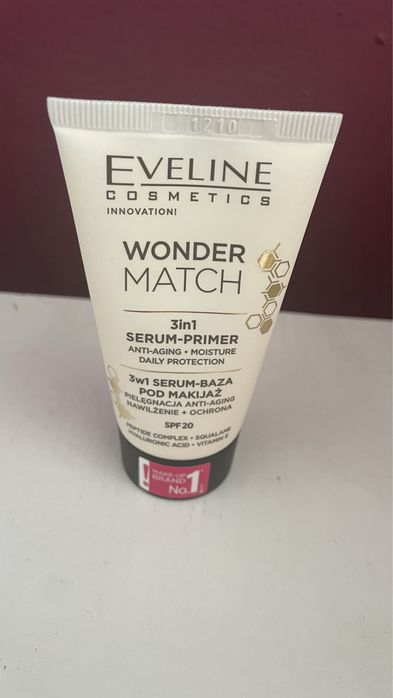 1210
EVELINE
COSMETICS
INNOVATION!
WONDER
MATCH
3in1
SERUM-PRIMER
ANTI-AGING • MOISTURE
DAILY PROTECTION
3w1 SERUM-BAZA
POD MAKIJAŻ
PIELĘGNACJA ANTI-AGING
NAWILŻENIE + OCHRONA
SPF20
PEPTIDE COMPLEX • SQUALANE
HYALURONIC ACID • VITAMIN E
MAKE-UP
BRAND
No.1